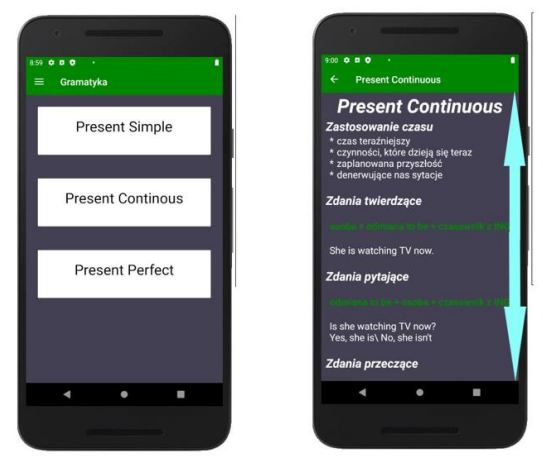 8:59
Gramatyka
Present Simple
Present Continous
Present Perfect
9:00
Present Continuous
Present Continuous
Zastosowanie czasu
* czas teraźniejszy
* czynności, które dzieją się teraz
* zaplanowana przyszłość
* denerwujące nas sytacje
Zdania twierdzące
osoba + odmiana to be + czasownik z ING
She is watching TV now.
Zdania pytające
odmiana to be + osoba + czasownik z ING
Is she watching TV now?
Yes, she is\ No, she isn't
Zdania przeczące